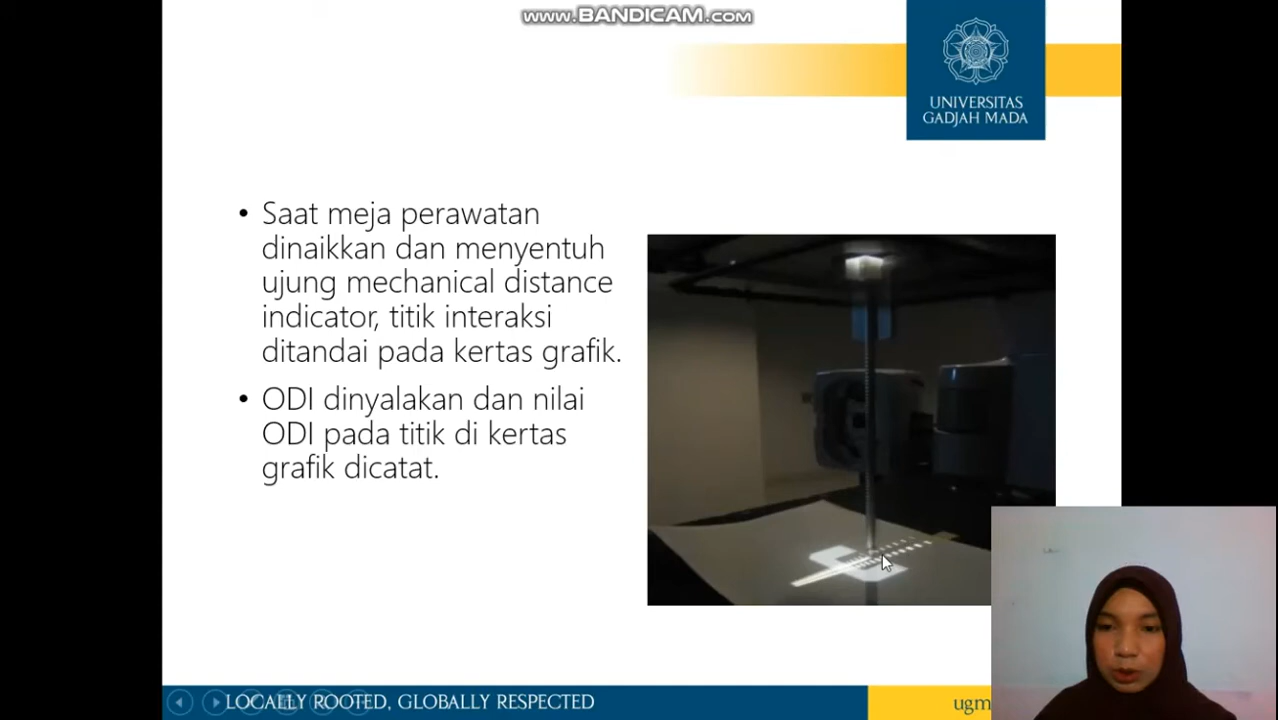 www.BANDICAM.com
UNIVERSITAS
GADJAH MADA
• Saat meja perawatan
dinaikkan dan menyentuh
ujung mechanical distance
indicator, titik interaksi
ditandai pada kertas grafik.
• ODI dinyalakan dan nilai
ODI pada titik di kertas
grafik dicatat.
LOCALLY ROOTED, GLOBALLY RESPECTED
ugm